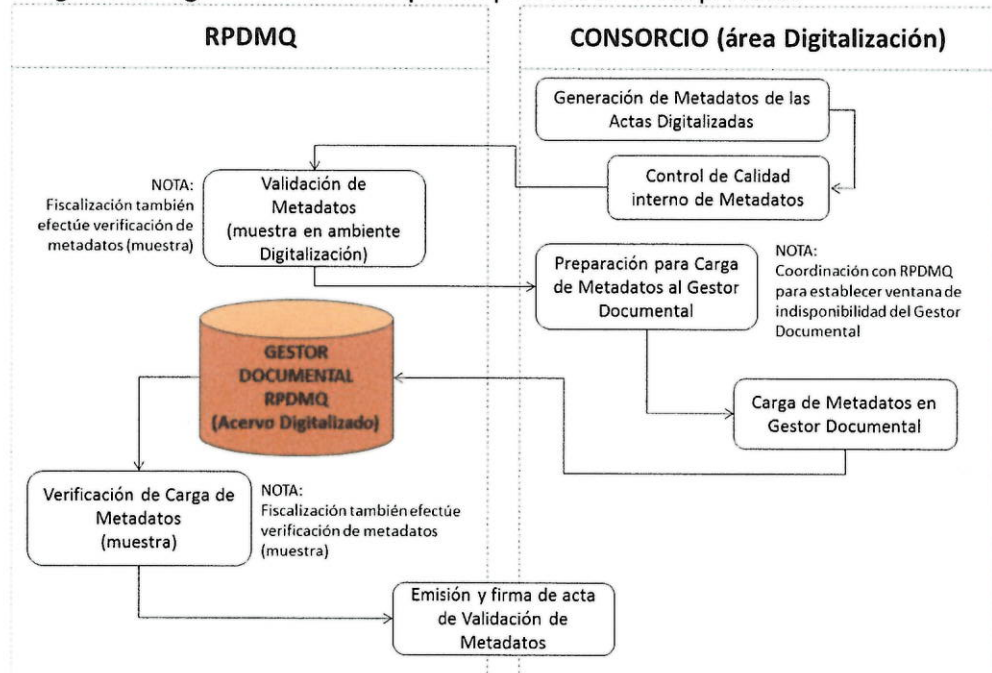 RPDMQ
CONSORCIO (área Digitalización)
Generación de Metadatos de las
Actas Digitalizadas
Control de Calidad
interno de Metadatos
NOTA:
Fiscalización también
efectúe verificación de
metadatos (muestra)
Validación de
Metadatos
(muestra en ambiente
Digitalización)
Preparación para Carga
de Metadatos al Gestor
Documental
NOTA:
Coordinación con RPDMQ
para establecer ventana de
indisponibilidad del Gestor
Documental
GESTOR
DOCUMENTAL
RPDMQ
(Acervo Digitalizado)
Carga de Metadatos en
Gestor Documental
Verificación de Carga de
Metadatos
(muestra)
NOTA:
Fiscalización también efectúe
verificación de metadatos
(muestra)
Emisión y firma de acta
de Validación de
Metadatos